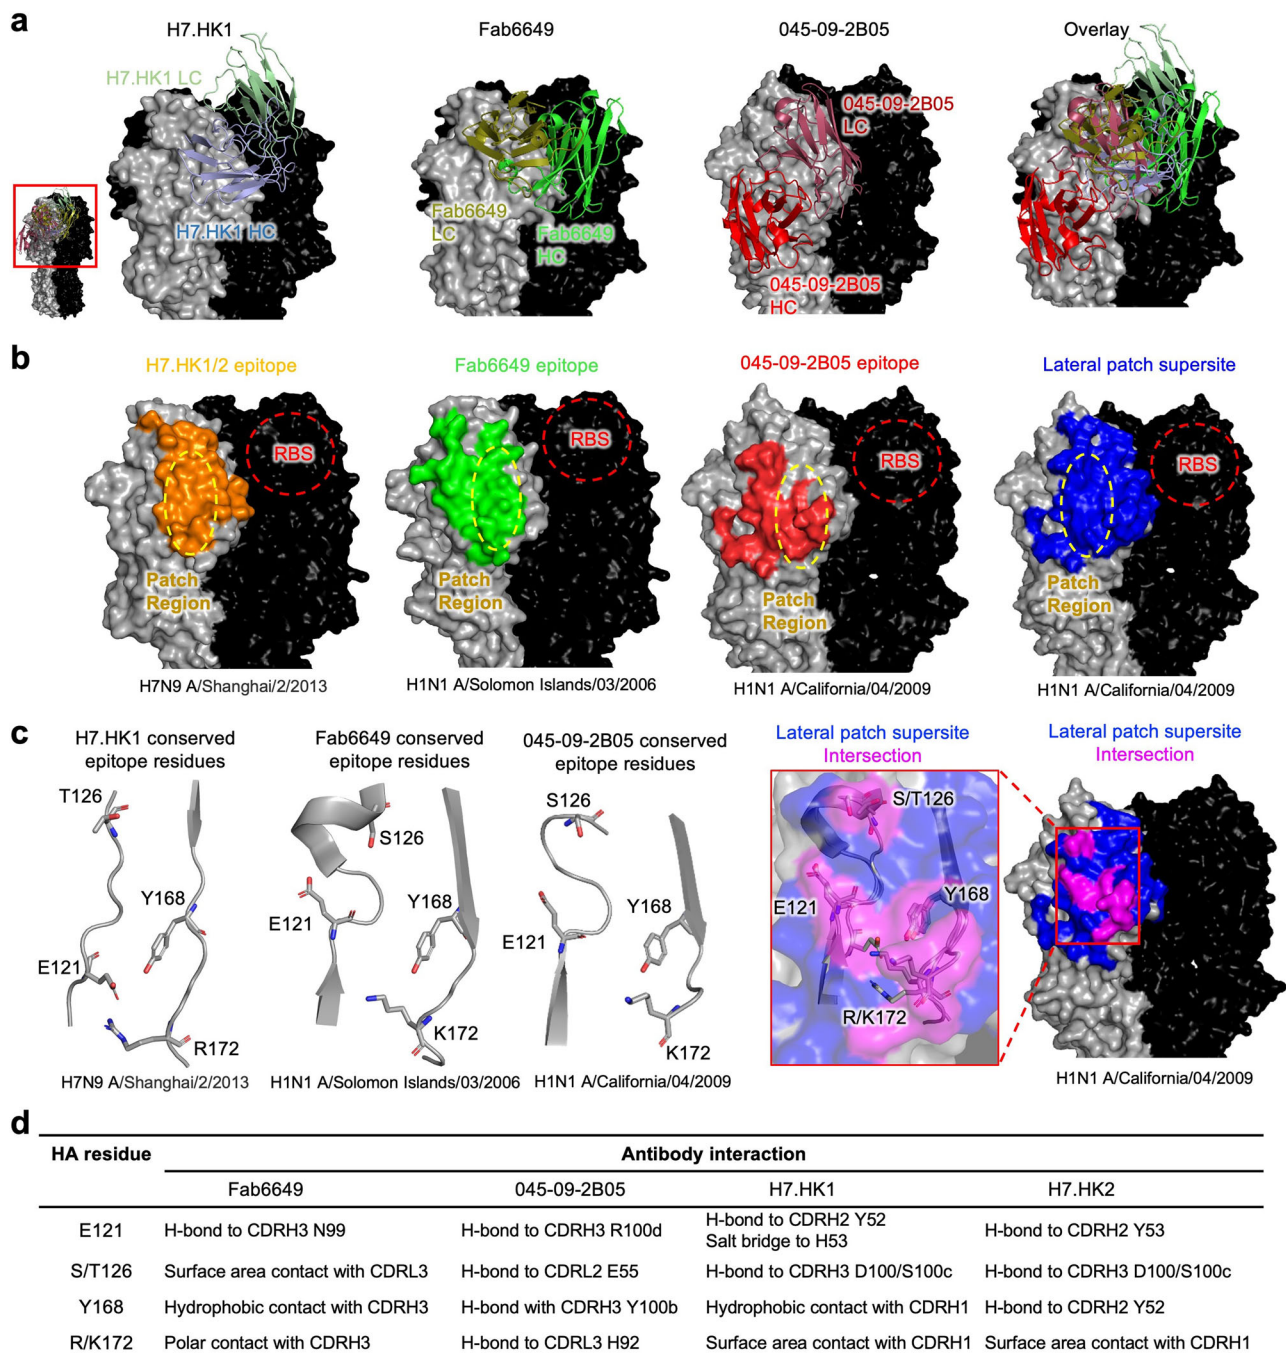 a
H7.HK1
Fab6649
045-09-2B05
Overlay
H7.HK1 LC
H7.HK1 HC
Fab6649
LC
Fab6649
HC
045-09-2B05
LC
045-09-2B05
HC
b
H7.HK1/2 epitope
Fab6649 epitope
045-09-2B05 epitope
Lateral patch supersite
RBS
RBS
RBS
RBS
Patch
Region
Patch
Region
Patch
Region
Patch
Region
H7N9 A/Shanghai/2/2013
H1N1 A/Solomon Islands/03/2006
H1N1 A/California/04/2009
H1N1 A/California/04/2009
c
H7.HK1 conserved
epitope residues
Fab6649 conserved
epitope residues
045-09-2B05 conserved
epitope residues
Lateral patch supersite
Intersection
Lateral patch supersite
Intersection
T126
Y168
E121
R172
S126
Y168
E121
K172
S126
Y168
E121
K172
S/T126
Y168
E121
R/K172
H7N9 A/Shanghai/2/2013
H1N1 A/Solomon Islands/03/2006
H1N1 A/California/04/2009
H1N1 A/California/04/2009
d
HA residue Antibody interaction
Fab6649 045-09-2B05 H7.HK1 H7.HK2
E121 H-bond to CDRH3 N99 H-bond to CDRH3 R100d H-bond to CDRH2 Y52 H-bond to CDRH2 Y53
Salt bridge to H53
S/T126 Surface area contact with CDRL3 H-bond to CDRL2 E55 H-bond to CDRH3 D100/S100c H-bond to CDRH3 D100/S100c
Y168 Hydrophobic contact with CDRH3 H-bond with CDRH3 Y100b Hydrophobic contact with CDRH1 H-bond to CDRH2 Y52
R/K172 Polar contact with CDRH3 H-bond to CDRL3 H92 Surface area contact with CDRH1 Surface area contact with CDRH1